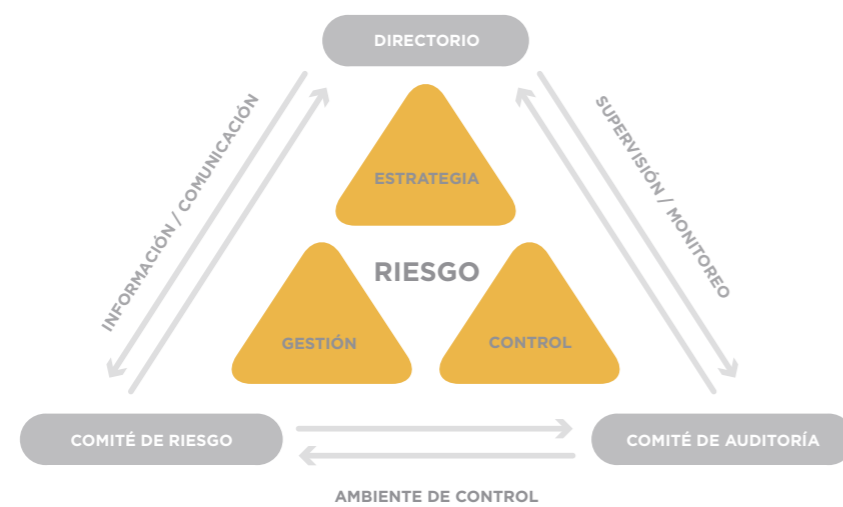 DIRECTORIO
INFORMACIÓN / COMUNICACIÓN
SUPERVISIÓN / MONITOREO
ESTRATEGIA
RIESGO
GESTIÓN
CONTROL
COMITÉ DE RIESGO
COMITÉ DE AUDITORÍA
AMBIENTE DE CONTROL